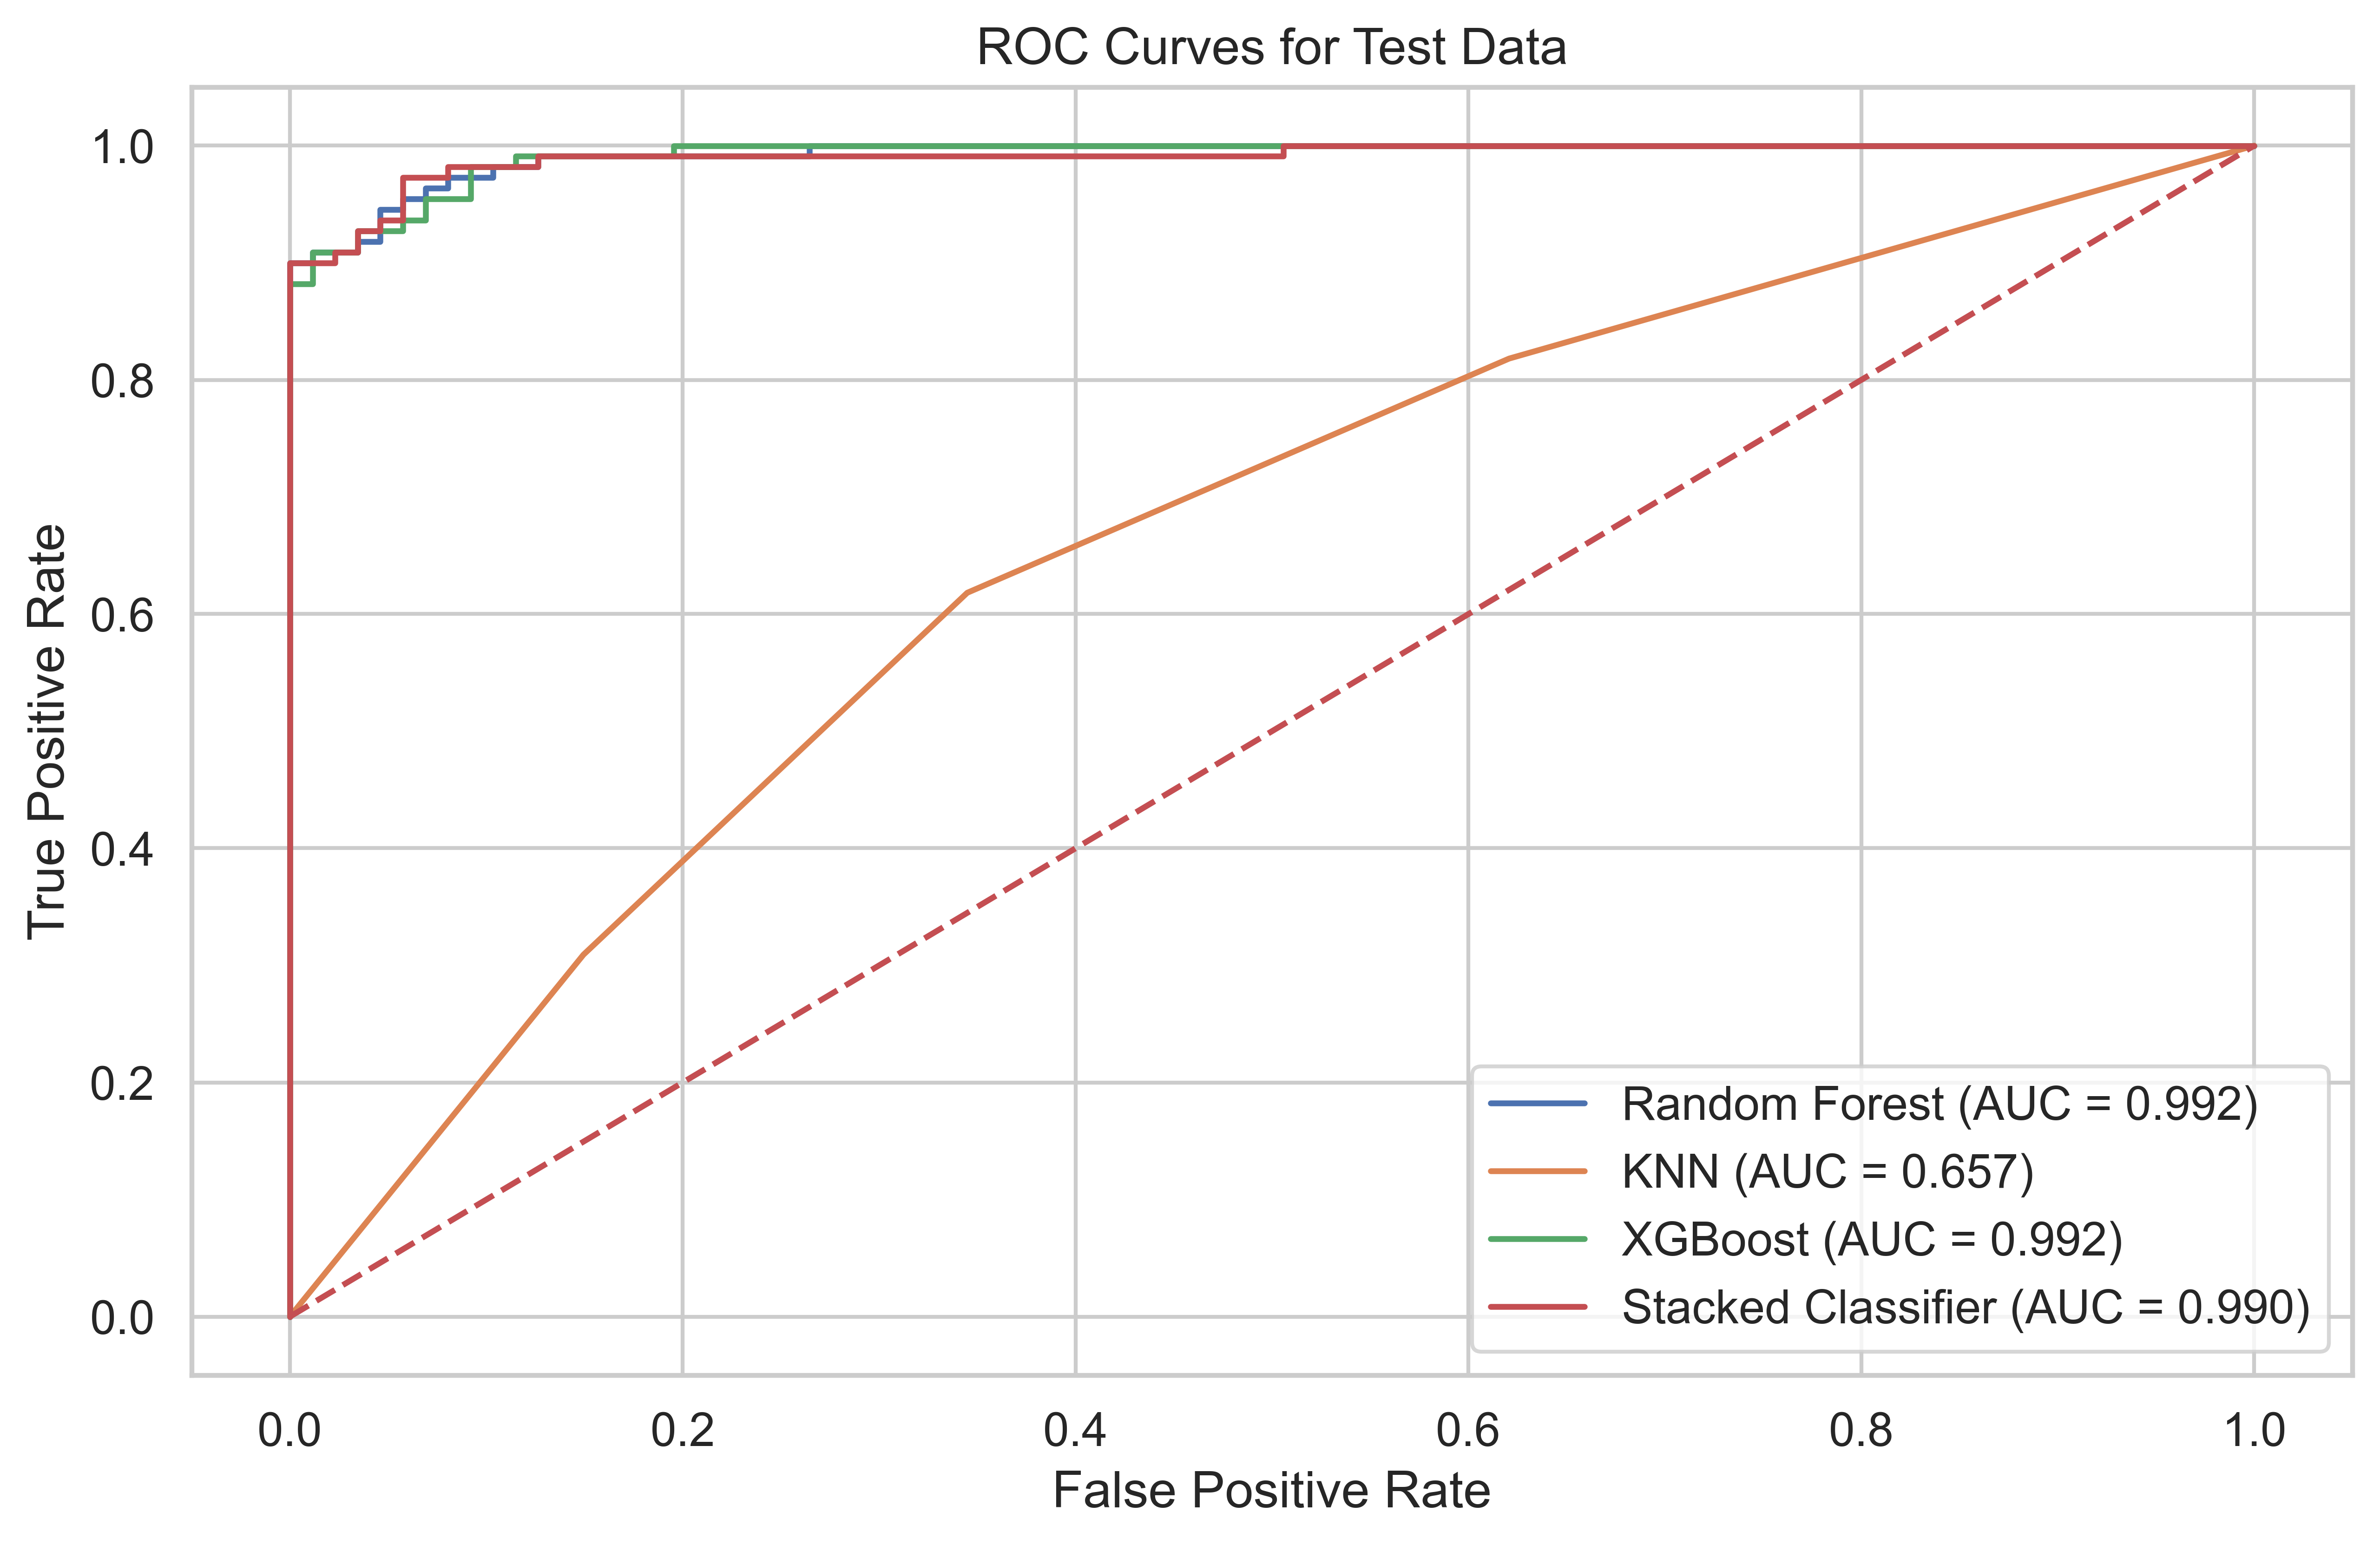 ROC Curves for Test Data
True Positive Rate
1.0
0.8
0.6
0.4
0.2
0.0
Random Forest (AUC = 0.992)
KNN (AUC = 0.657)
XGBoost (AUC = 0.992)
Stacked Classifier (AUC = 0.990)
0.0 0.2 0.4 0.6 0.8 1.0
False Positive Rate